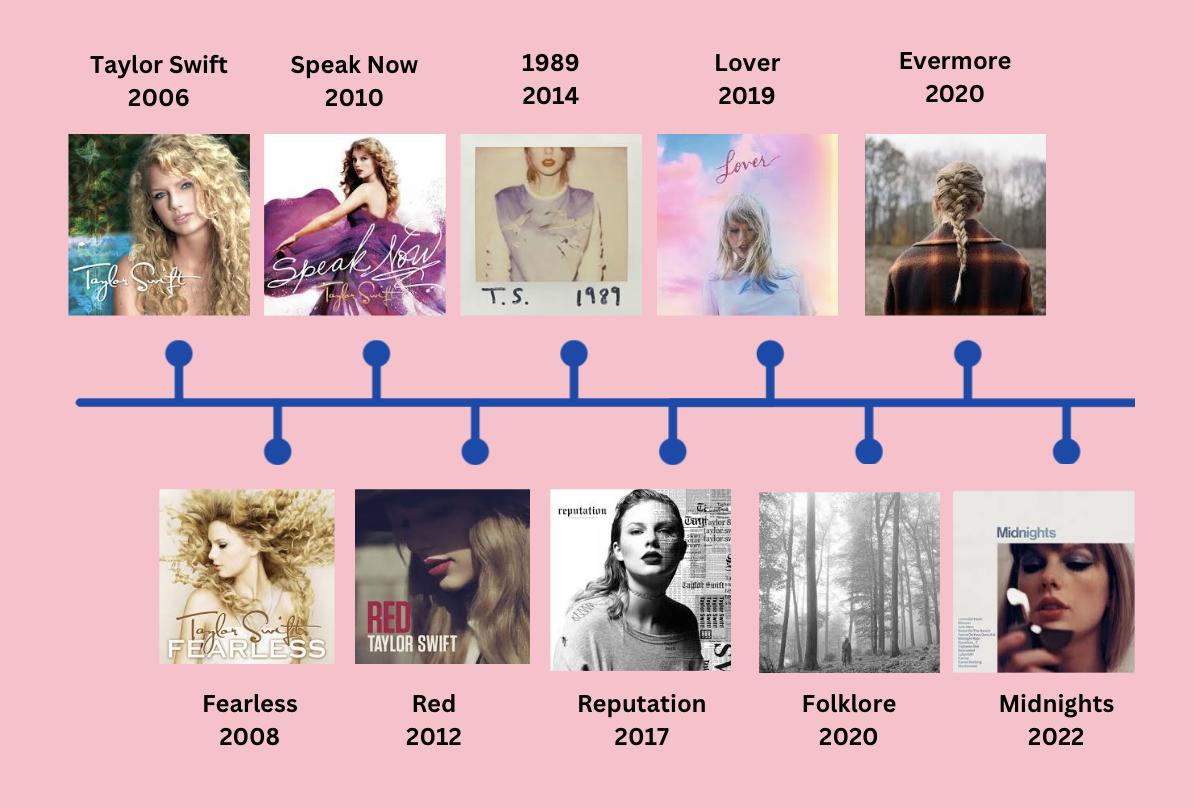 Taylor Swift
2006
Speak Now
2010
1989
2014
Lover
2019
Evermore
2020
Taylor Swift
Speak Now
Taylor Swift
T.S. 1989
Lover
Taylor Swift
FEARLESS
RED
TAYLOR SWIFT
reputation
Taylor Swift
Midnights
Fearless
2008
Red
2012
Reputation
2017
Folklore
2020
Midnights
2022